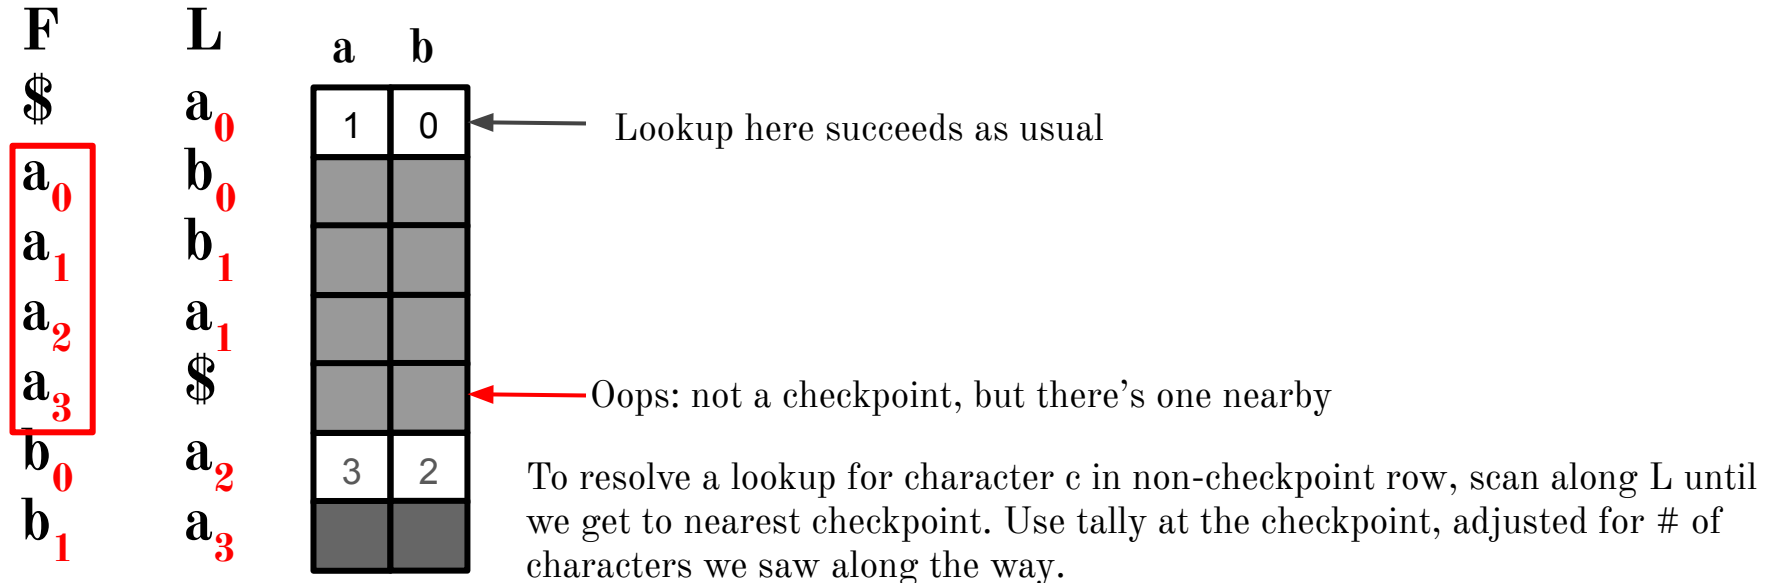 F L a b
$ a0 1 0 Lookup here succeeds as usual
a0 b0
a1 b1
a2 a1
a3 $ Oops: not a checkpoint, but there's one nearby
b0 a2 3 2
b1 a3
To resolve a lookup for character c in non-checkpoint row, scan along L until
we get to nearest checkpoint. Use tally at the checkpoint, adjusted for # of
characters we saw along the way.